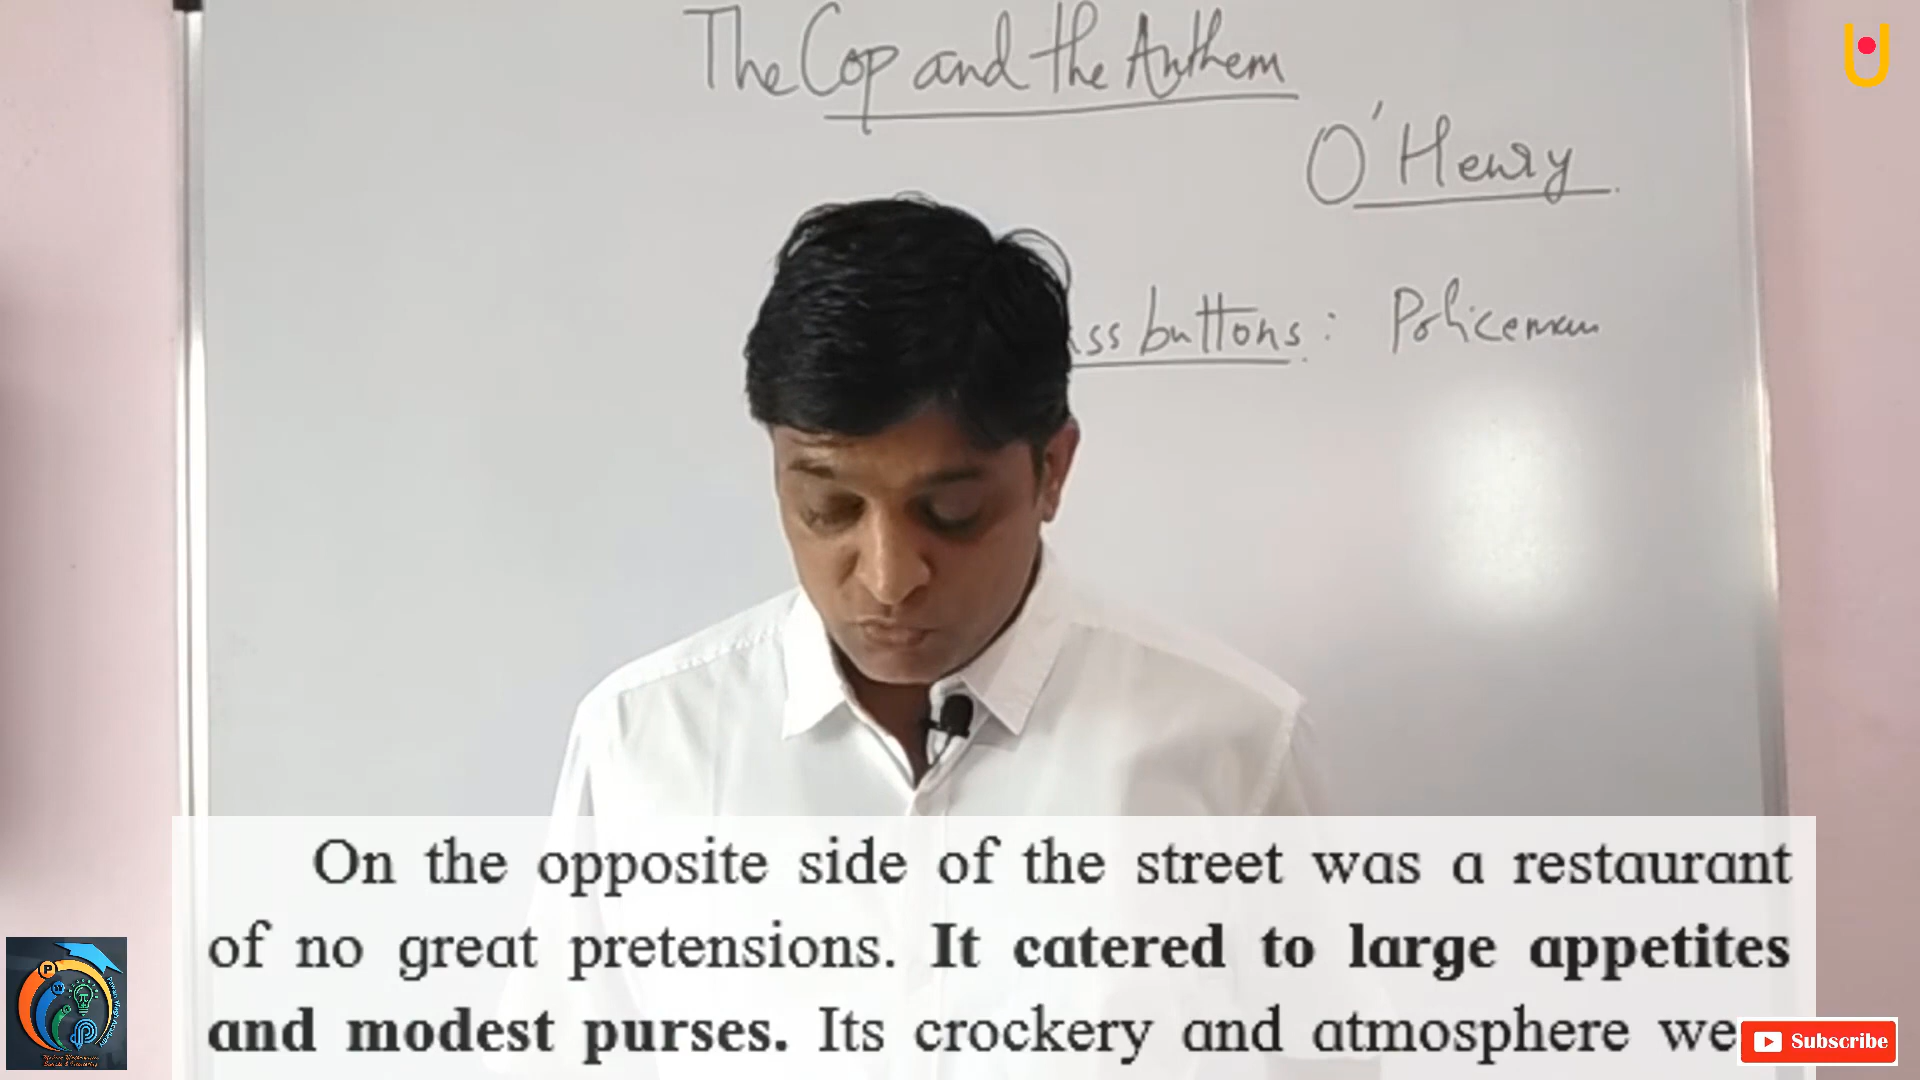 The Cop and the Anthem
O'Henry
ss buttons : Policeman
On the opposite side of the street was a restaurant
of no great pretensions. It catered to large appetites
and modest purses. Its crockery and atmosphere we
Subscribe